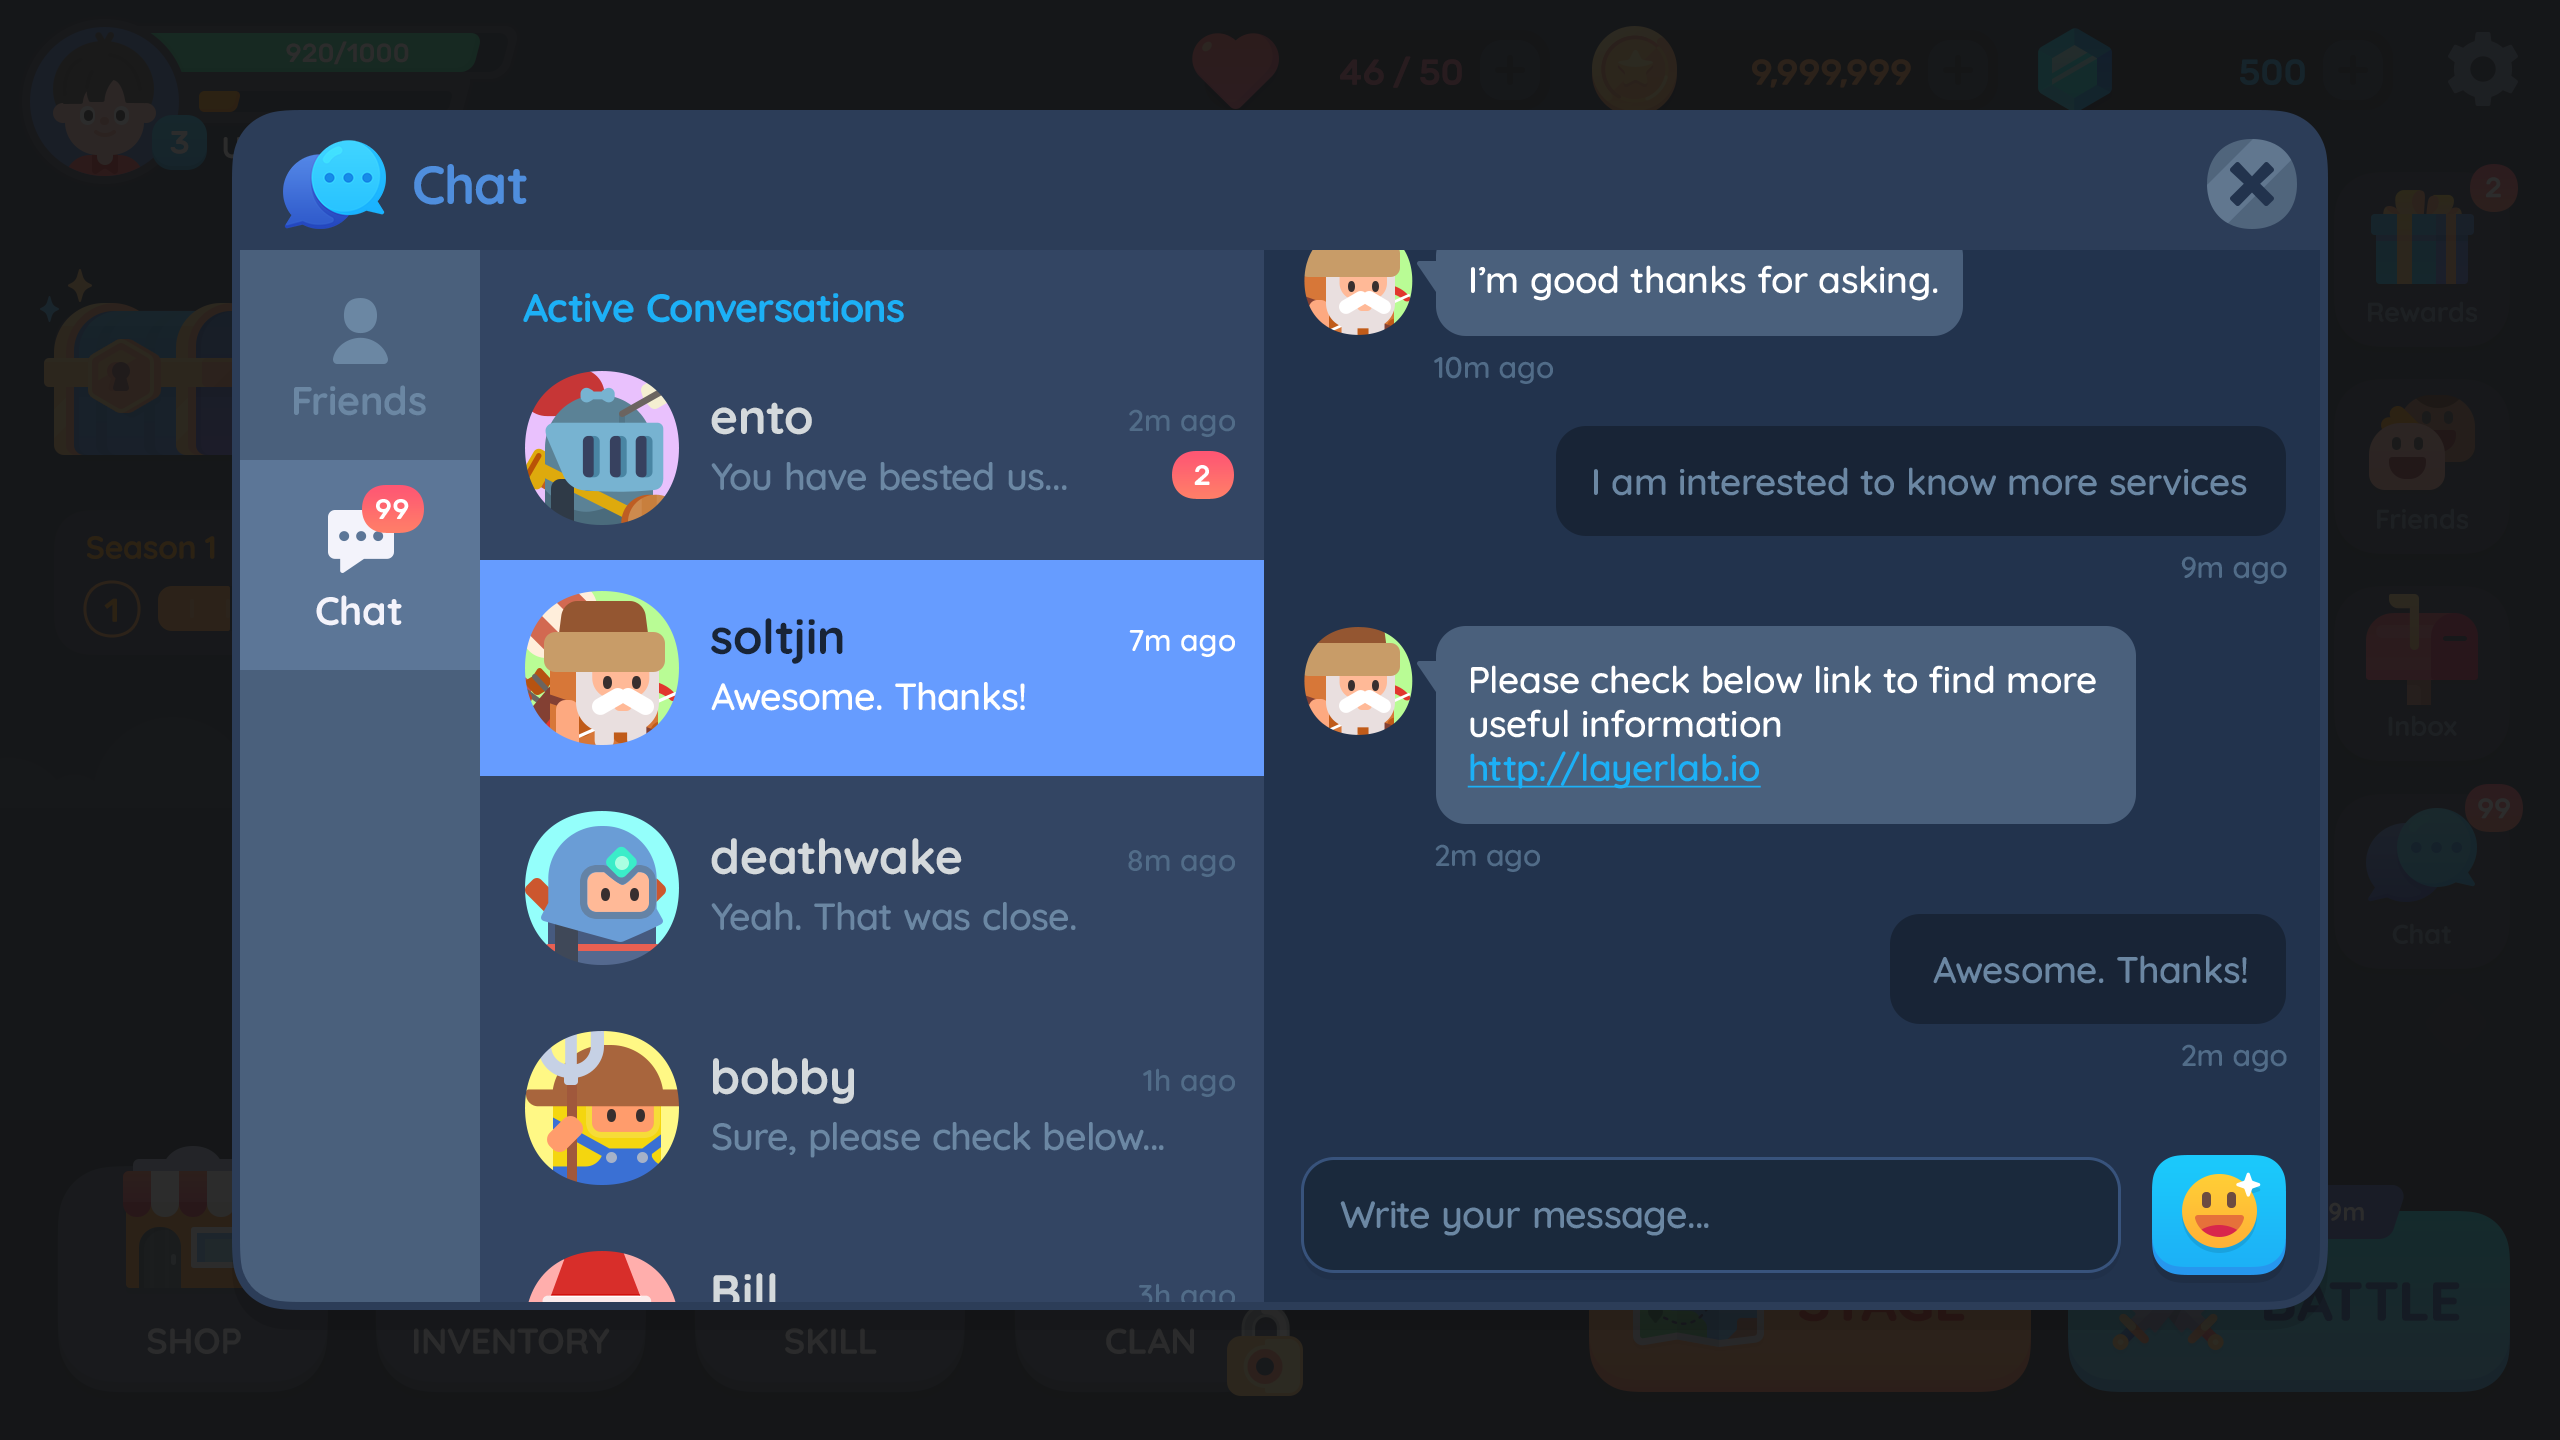 920/1000
46 / 50
9,999,999
500
3
Chat
2
Rewards
Friends
Inbox
99
Chat
Season 1
1
Friends
99
Chat
Active Conversations
ento
2m ago
You have bested us...
2
soltjin
7m ago
Awesome. Thanks!
deathwake
8m ago
Yeah. That was close.
bobby
1h ago
Sure, please check below...
Bill
3h ago
I'm good thanks for asking.
10m ago
I am interested to know more services
9m ago
Please check below link to find more
useful information
http://layerlab.io
2m ago
Awesome. Thanks!
2m ago
Write your message...
9m
SHOP
INVENTORY
SKILL
CLAN
STAGE
BATTLE